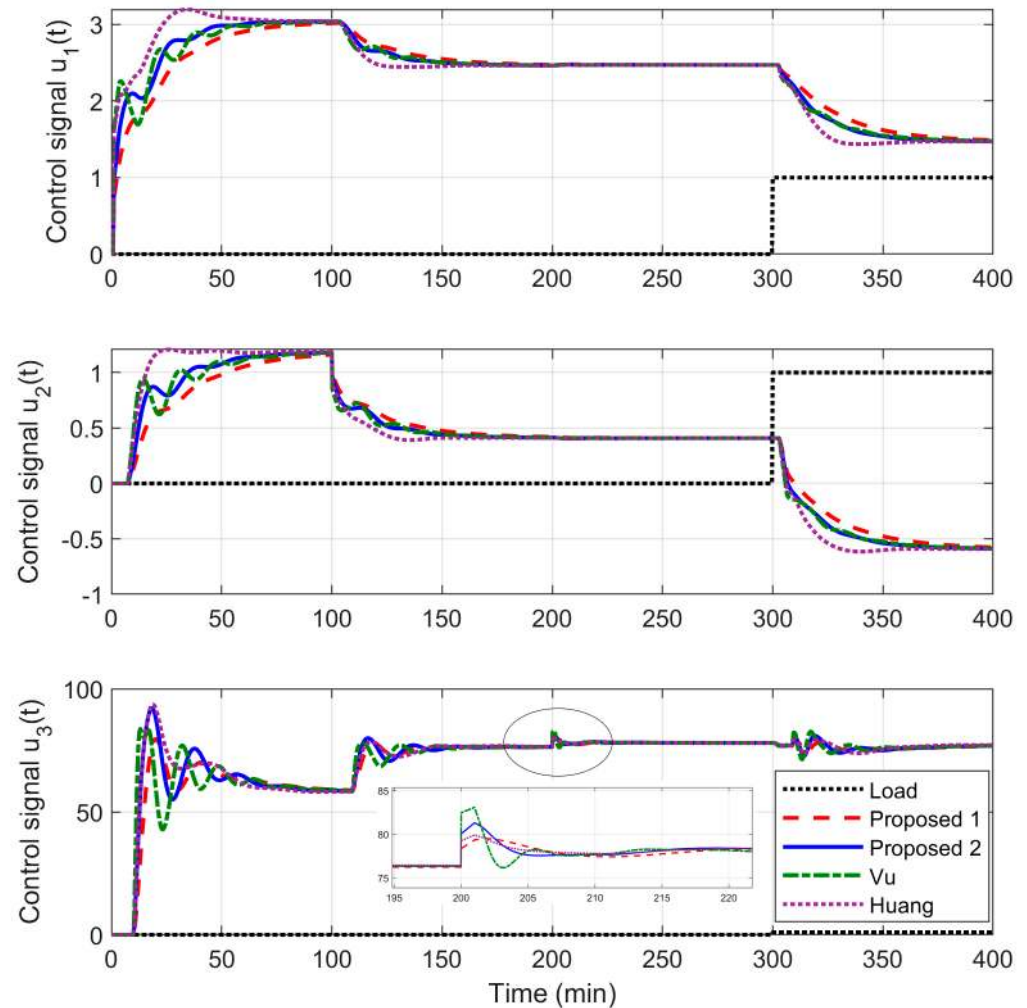 3
2
1
0
Control signal u1(t)
0 50 100 150 200 250 300 350 400
1
0.5
0
-0.5
-1
Control signal u2(t)
0 50 100 150 200 250 300 350 400
100
50
0
Control signal u3(t)
85
80
75
195 200 205 210 215 220
Load
Proposed 1
Proposed 2
Vu
Huang
0 50 100 150 200 250 300 350 400
Time (min)